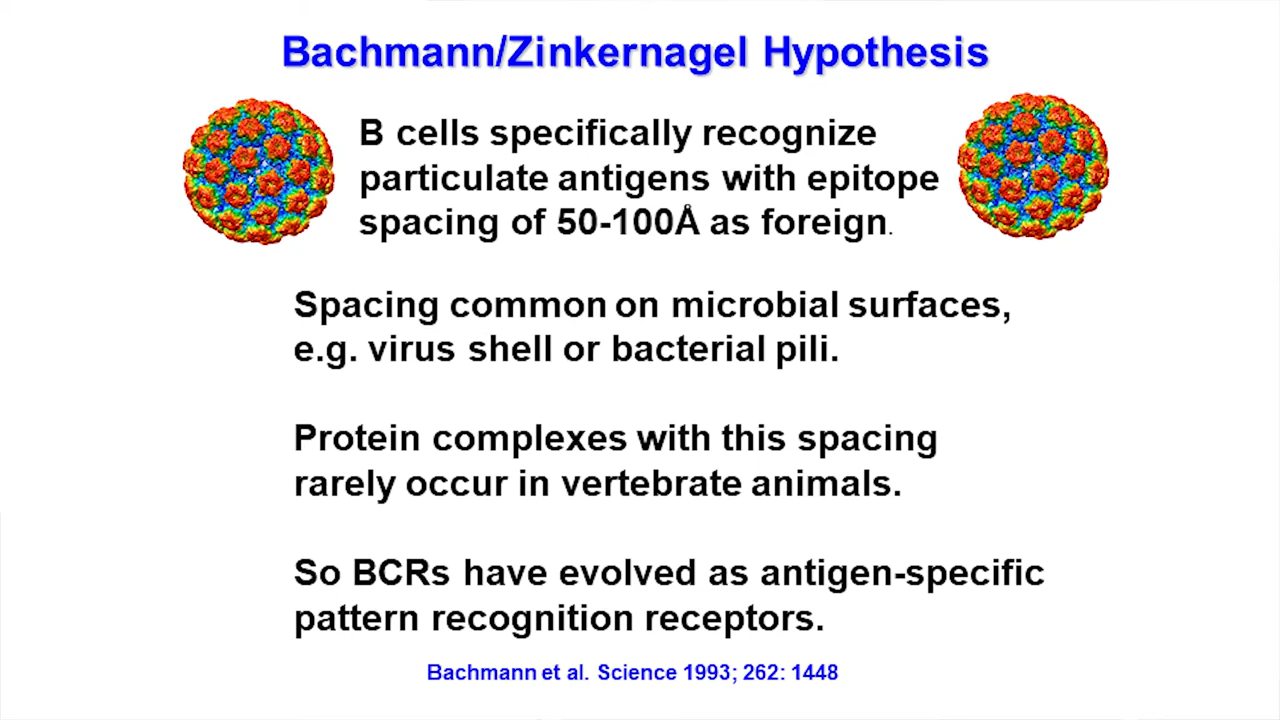 Bachmann/Zinkernagel Hypothesis
B cells specifically recognize
particulate antigens with epitope
spacing of 50-100Å as foreign.
Spacing common on microbial surfaces,
e.g. virus shell or bacterial pili.
Protein complexes with this spacing
rarely occur in vertebrate animals.
So BCRs have evolved as antigen-specific
pattern recognition receptors.
Bachmann et al. Science 1993; 262: 1448